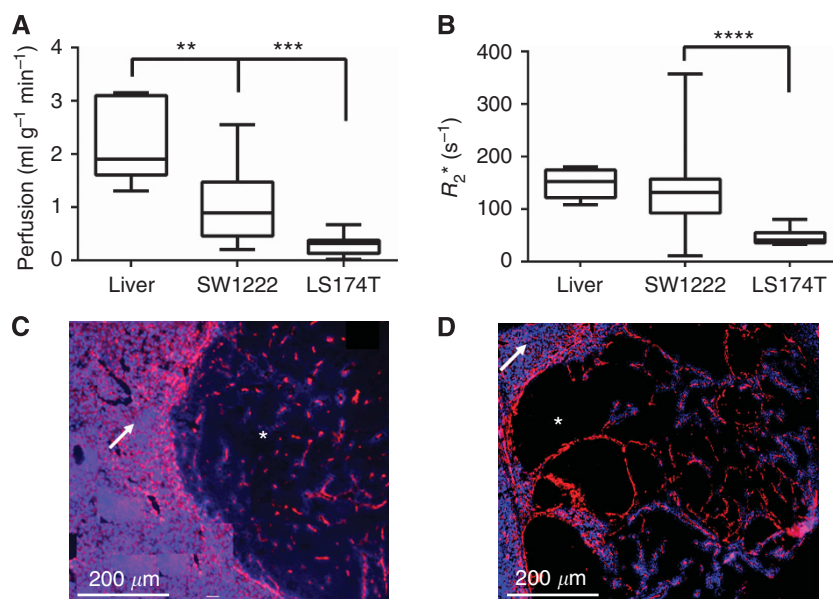 A
Perfusion (ml g⁻¹ min⁻¹)
4
3
2
1
0
**
***
Liver
SW1222
LS174T
B
R₂* (s⁻¹)
400
300
200
100
0
****
Liver
SW1222
LS174T
C
*
200 μm
D
*
200 μm